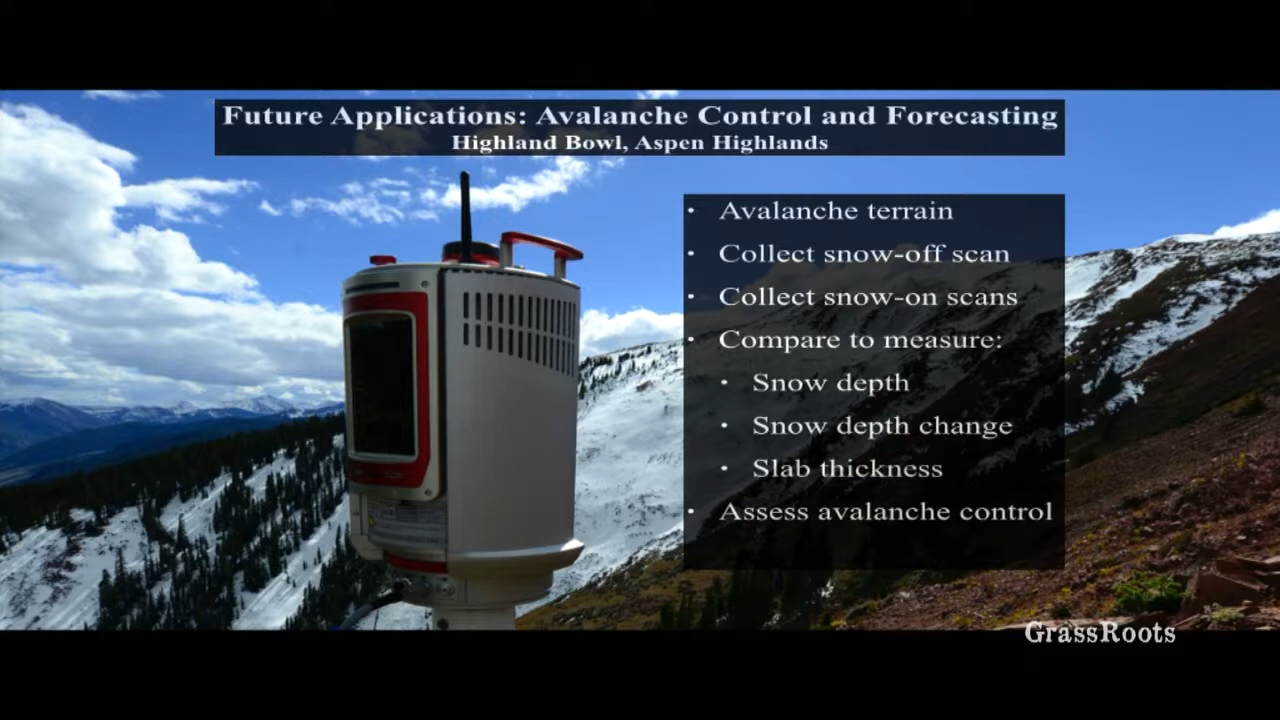 Future Applications: Avalanche Control and Forecasting
Highland Bowl, Aspen Highlands
• Avalanche terrain
• Collect snow-off scan
• Collect snow-on scans
• Compare to measure:
• Snow depth
• Snow depth change
• Slab thickness
• Assess avalanche control
GrassRoots